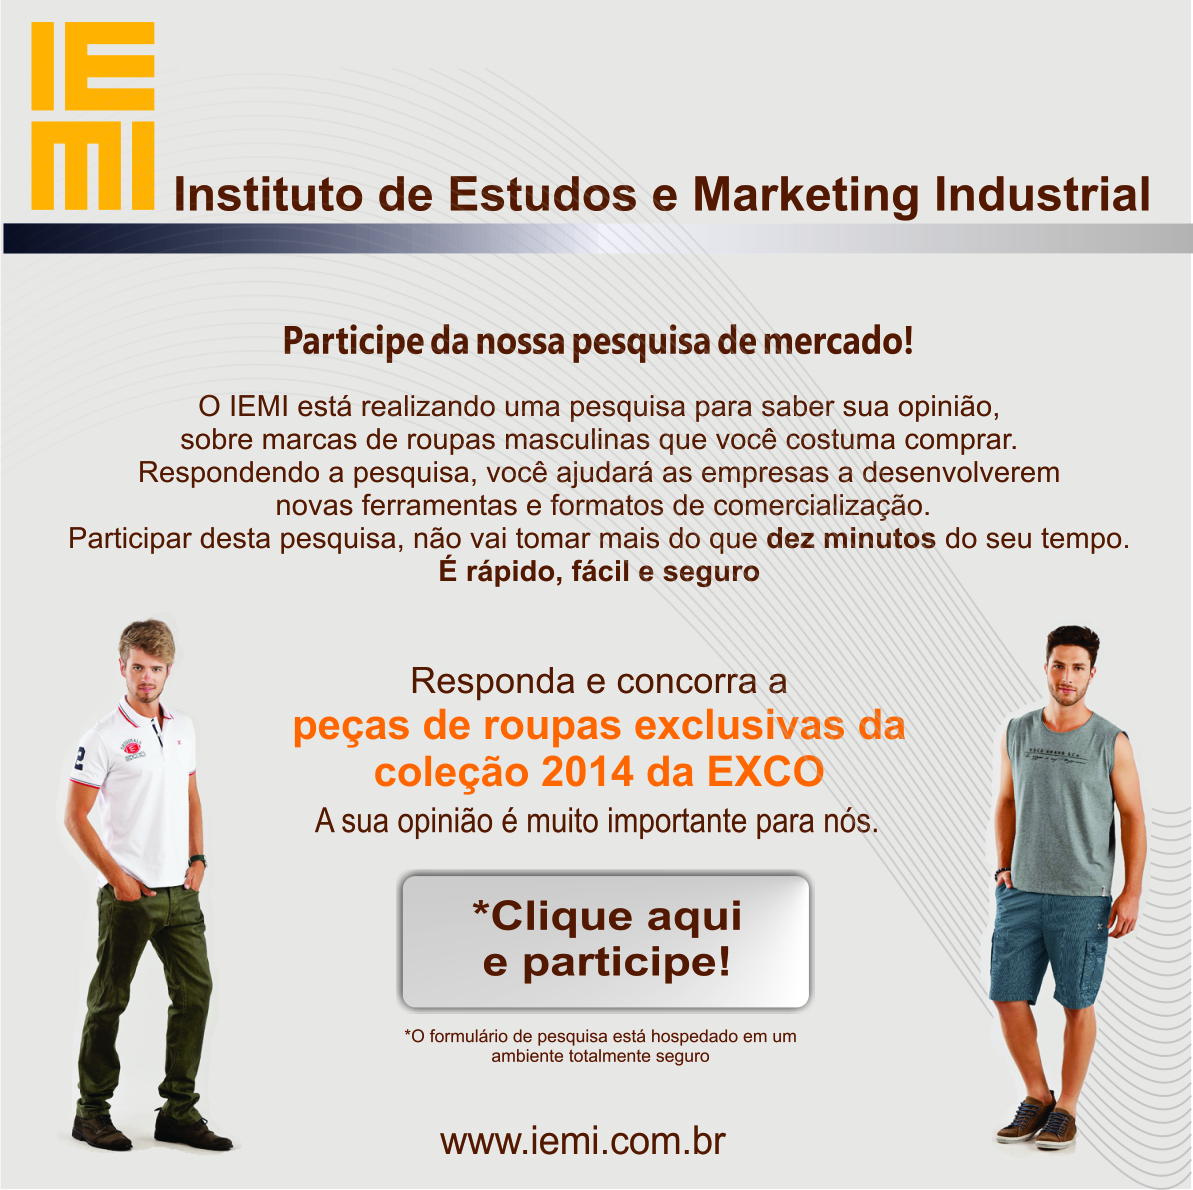 IE
MI
Instituto de Estudos e Marketing Industrial
Participe da nossa pesquisa de mercado!
O IEMI está realizando uma pesquisa para saber sua opinião,
sobre marcas de roupas masculinas que você costuma comprar.
Respondendo a pesquisa, você ajudará as empresas a desenvolverem
novas ferramentas e formatos de comercialização.
Participar desta pesquisa, não vai tomar mais do que dez minutos do seu tempo.
É rápido, fácil e seguro
Responda e concorra a
peças de roupas exclusivas da
coleção 2014 da EXCO
A sua opinião é muito importante para nós.
*Clique aqui
e participe!
*O formulário de pesquisa está hospedado em um
ambiente totalmente seguro
www.iemi.com.br
2